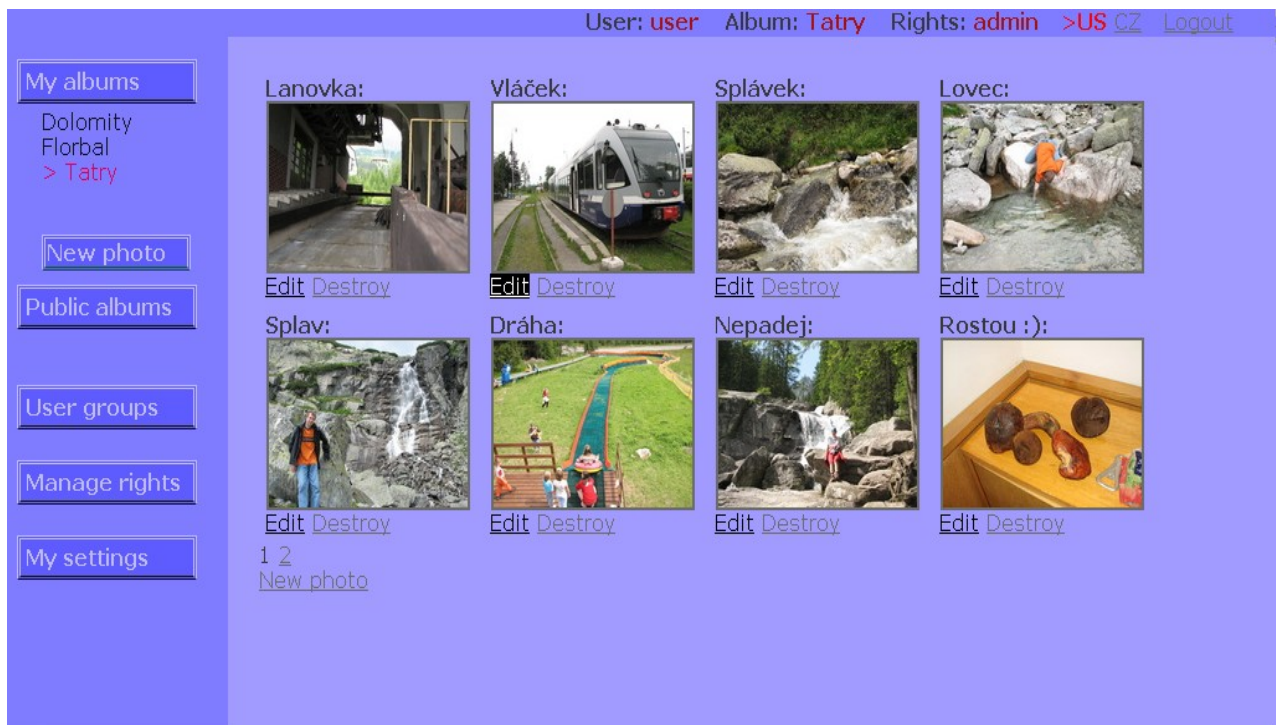 User: user Album: Tatry Rights: admin >US CZ Logout
My albums
Dolomity
Florbal
> Tatry
New photo
Public albums
User groups
Manage rights
My settings
Lanovka: Vláček: Splávek: Lovec:
Edit Destroy Edit Destroy Edit Destroy Edit Destroy
Splav: Dráha: Nepadej: Rostou :):
Edit Destroy Edit Destroy Edit Destroy Edit Destroy
1 2
New photo